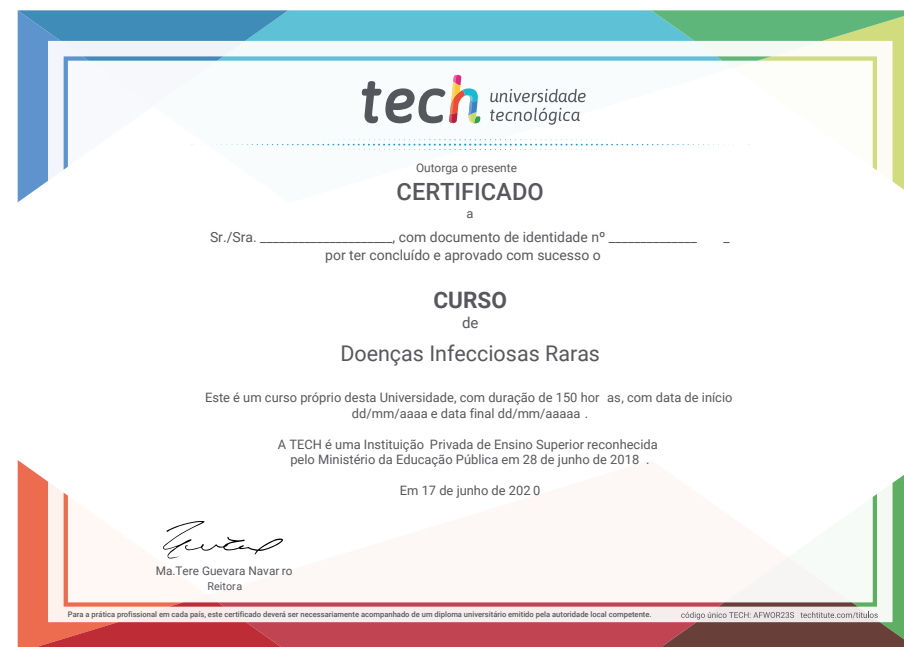 tech universidade
tecnológica
Outorga o presente
CERTIFICADO
a
Sr./Sra. ______________________, com documento de identidade nº ______________ _
por ter concluído e aprovado com sucesso o
CURSO
de
Doenças Infecciosas Raras
Este é um curso próprio desta Universidade, com duração de 150 hor as, com data de início
dd/mm/aaaa e data final dd/mm/aaaaa .
A TECH é uma Instituição Privada de Ensino Superior reconhecida
pelo Ministério da Educação Pública em 28 de junho de 2018 .
Em 17 de junho de 202 0
Ma.Tere Guevara Navar ro
Reitora
Para a prática profissional em cada país, este certificado deverá ser necessariamente acompanhado de um diploma universitário emitido pela autoridade local competente.
código único TECH: AFWOR23S techtitute.com/titulos